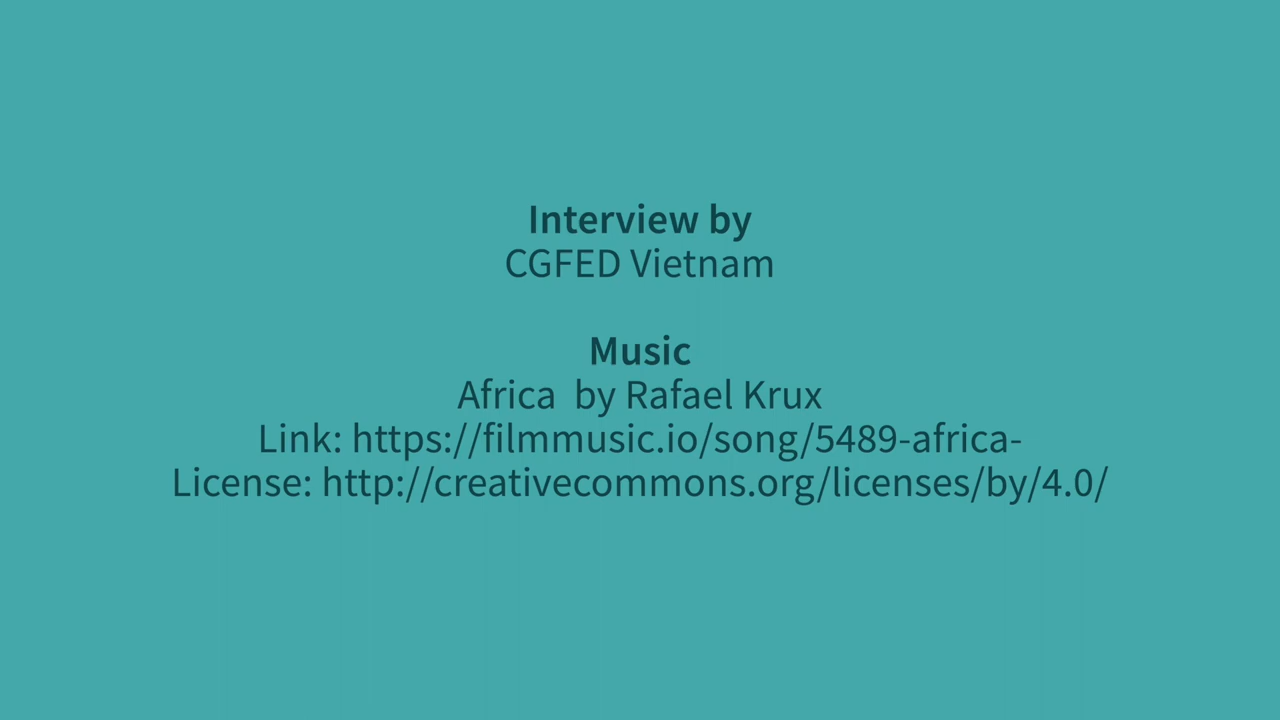 Interview by
CGFED Vietnam
Music
Africa  by Rafael Krux
Link: https://filmmusic.io/song/5489-africa-
License: http://creativecommons.org/licenses/by/4.0/